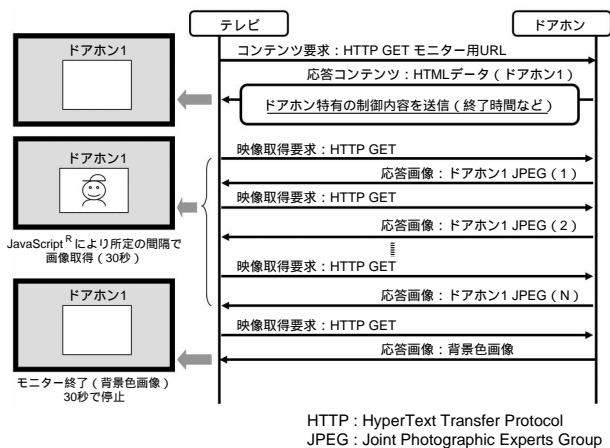 テレビ
ドアホン
ドアホン1
コンテンツ要求：HTTP GET モニター用URL
応答コンテンツ：HTMLデータ（ドアホン1）
ドアホン特有の制御内容を送信（終了時間など）
ドアホン1
JavaScript R により所定の間隔で
画像取得（30秒）
映像取得要求：HTTP GET
応答画像：ドアホン1 JPEG（1）
映像取得要求：HTTP GET
応答画像：ドアホン1 JPEG（2）
映像取得要求：HTTP GET
応答画像：ドアホン1 JPEG（N）
ドアホン1
映像取得要求：HTTP GET
応答画像：背景色画像
モニター終了（背景色画像）
30秒で停止
HTTP : HyperText Transfer Protocol
JPEG : Joint Photographic Experts Group